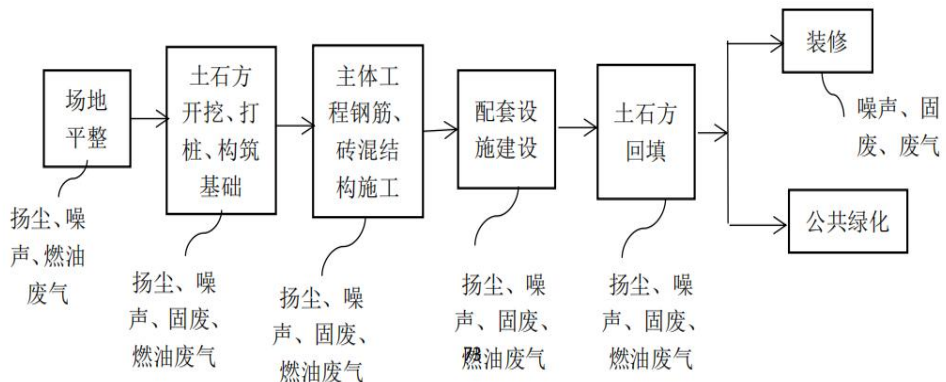 场地
平整
扬尘、噪
声、燃油
废气
土石方
开挖、打
桩、构筑
基础
扬尘、噪
声、固废、
燃油废气
主体工
程钢筋、
砖混结
构施工
扬尘、噪
声、固废、
燃油废气
配套设
施建设
扬尘、噪
声、固废、
燃油废气
73
土石方
回填
扬尘、噪
声、固废、
燃油废气
装修
噪声、固
废、废气
公共绿化